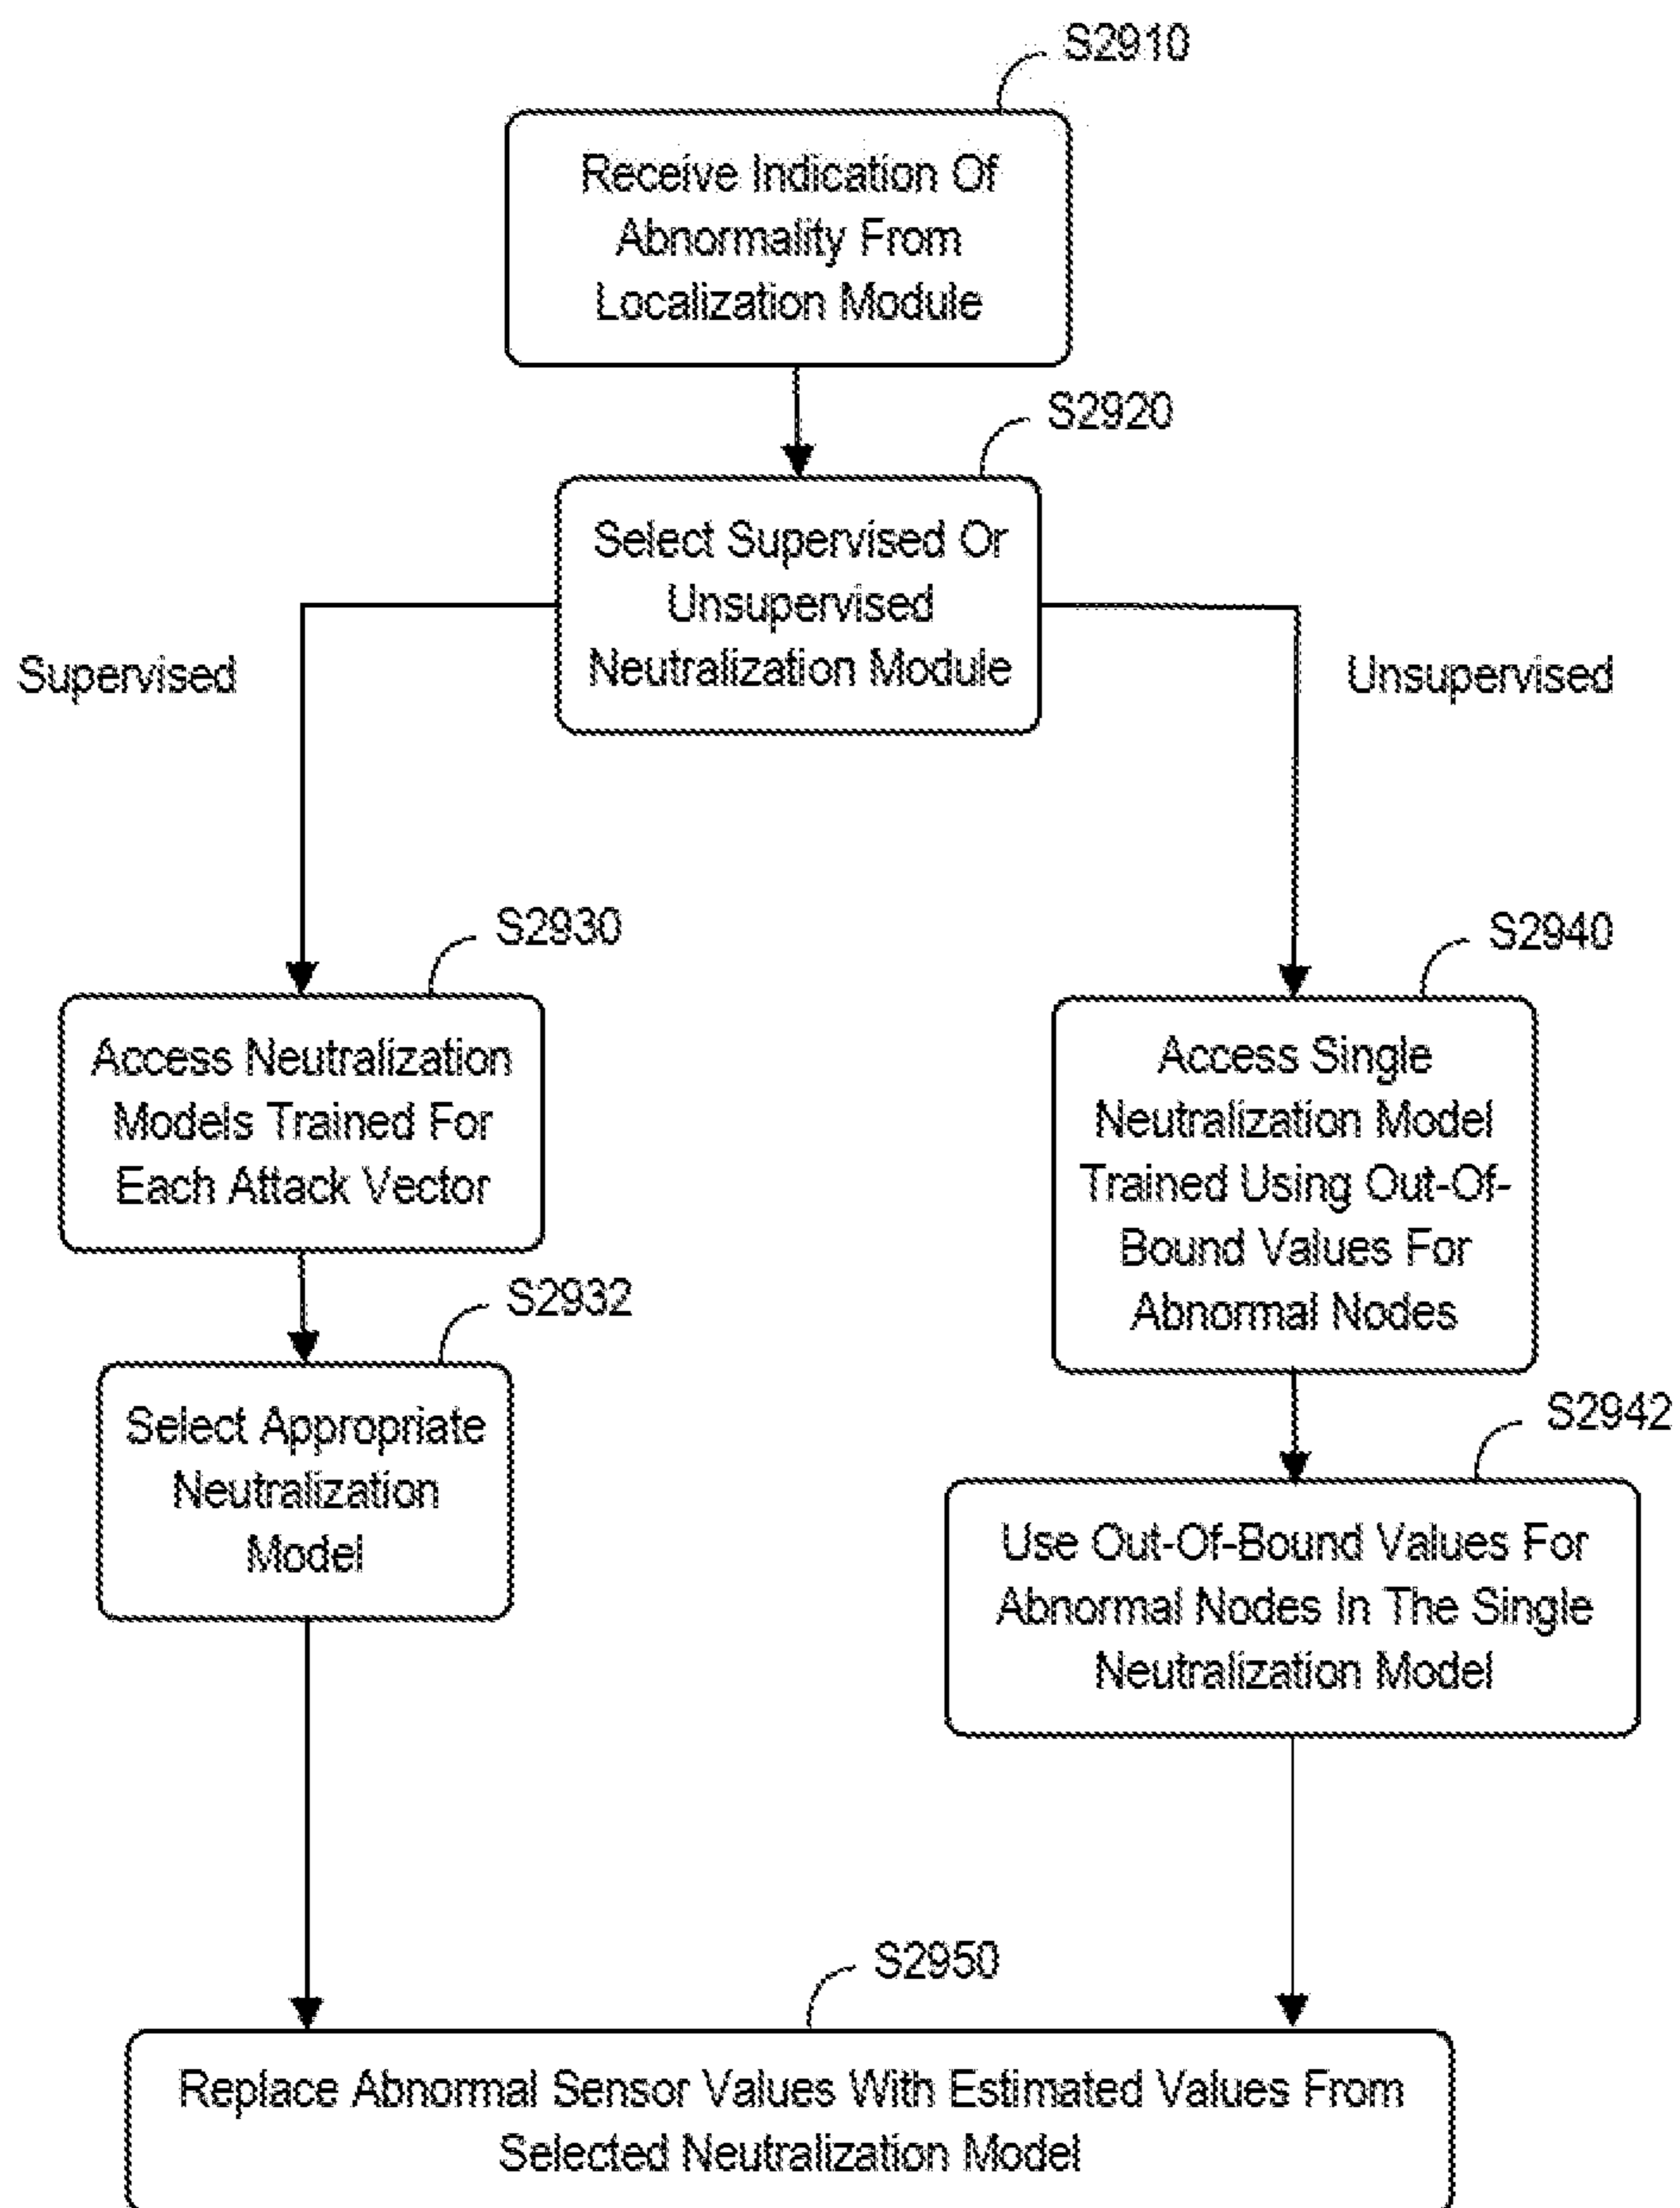 S2910
Receive Indication Of
Abnormality From
Localization Module
S2920
Select Supervised Or
Unsupervised
Neutralization Module
Supervised
Unsupervised
S2930
Access Neutralization
Models Trained For
Each Attack Vector
S2940
Access Single
Neutralization Model
Trained Using Out-Of-
Bound Values For
Abnormal Nodes
S2932
Select Appropriate
Neutralization
Model
S2942
Use Out-Of-Bound Values For
Abnormal Nodes In The Single
Neutralization Model
S2950
Replace Abnormal Sensor Values With Estimated Values From
Selected Neutralization Model